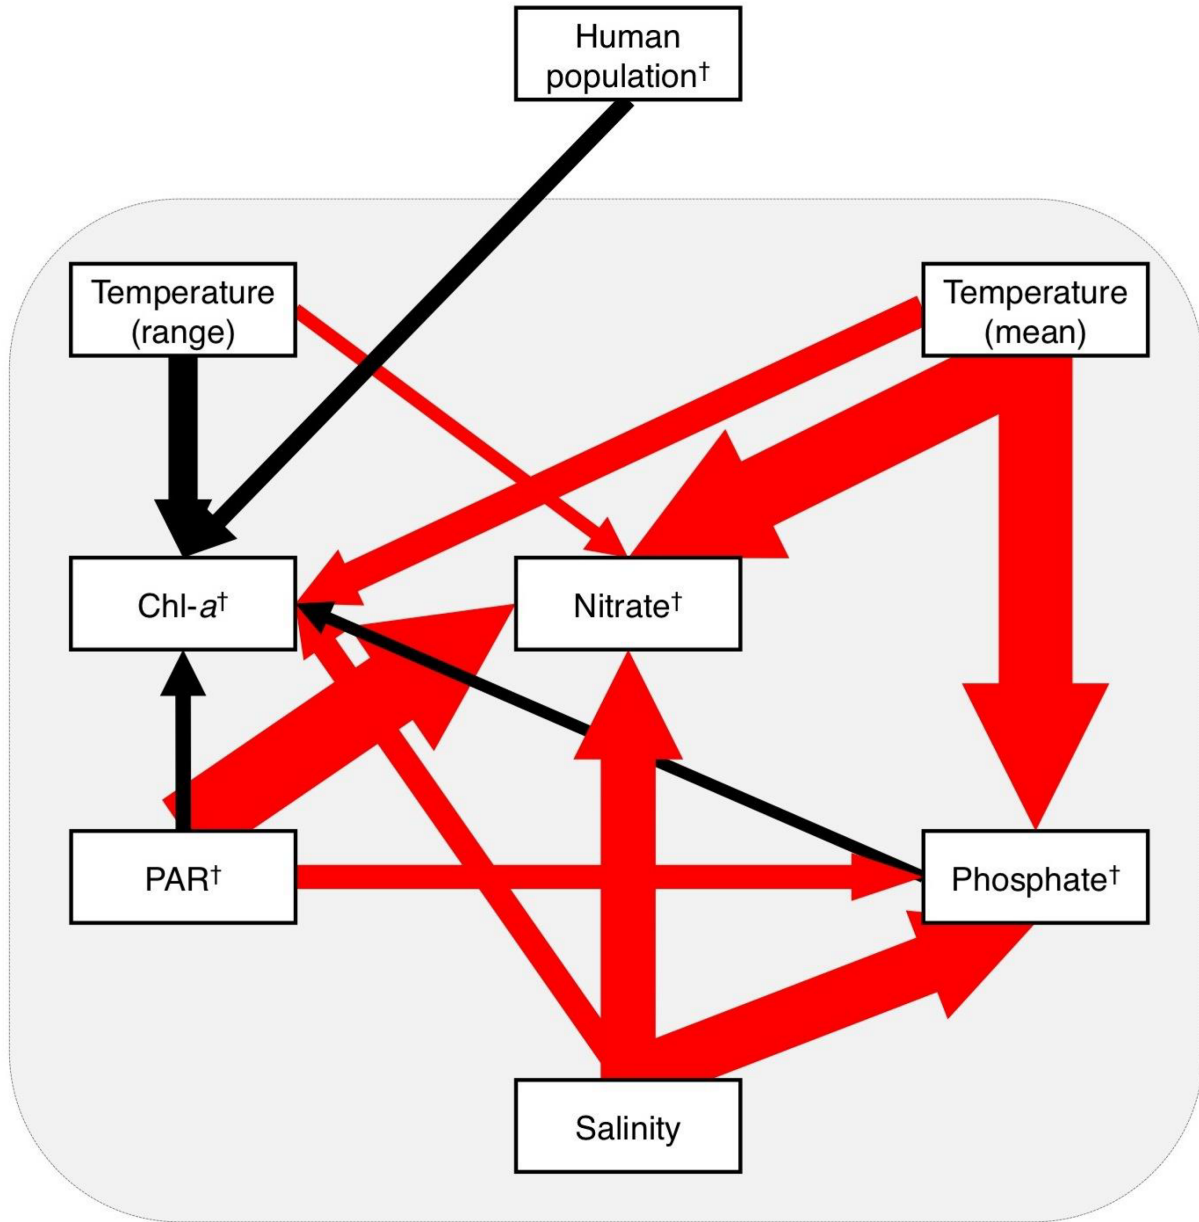 Human
population†
Temperature
(range)
Temperature
(mean)
Chl-a†
Nitrate†
PAR†
Phosphate†
Salinity